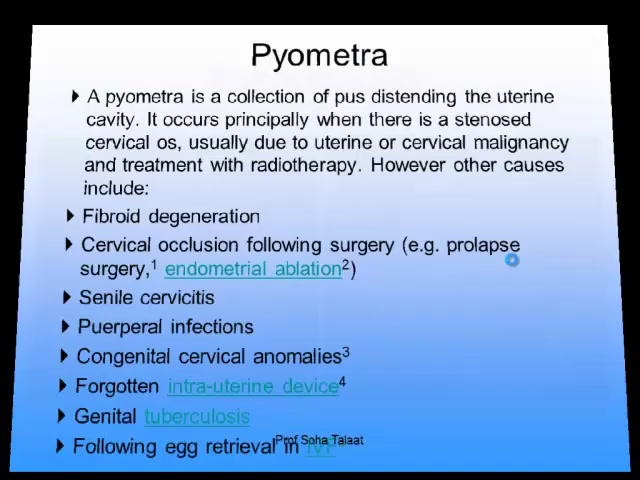 Pyometra
A pyometra is a collection of pus distending the uterine
cavity. It occurs principally when there is a stenosed
cervical os, usually due to uterine or cervical malignancy
and treatment with radiotherapy. However other causes
include:
Fibroid degeneration
Cervical occlusion following surgery (e.g. prolapse
surgery,1 endometrial ablation2)
Senile cervicitis
Puerperal infections
Congenital cervical anomalies3
Forgotten intra-uterine device4
Genital tuberculosis
Following egg retrieval in IVF
Prof Soha Talaat